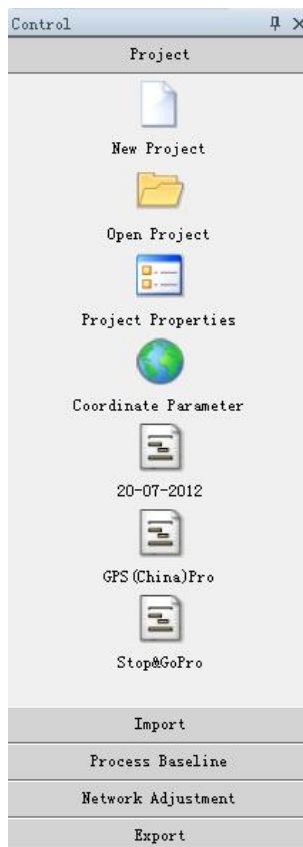 Control
Project
New Project
Open Project
Project Properties
Coordinate Parameter
20-07-2012
GPS(China)Pro
Stop&GoPro
Import
Process Baseline
Network Adjustment
Export